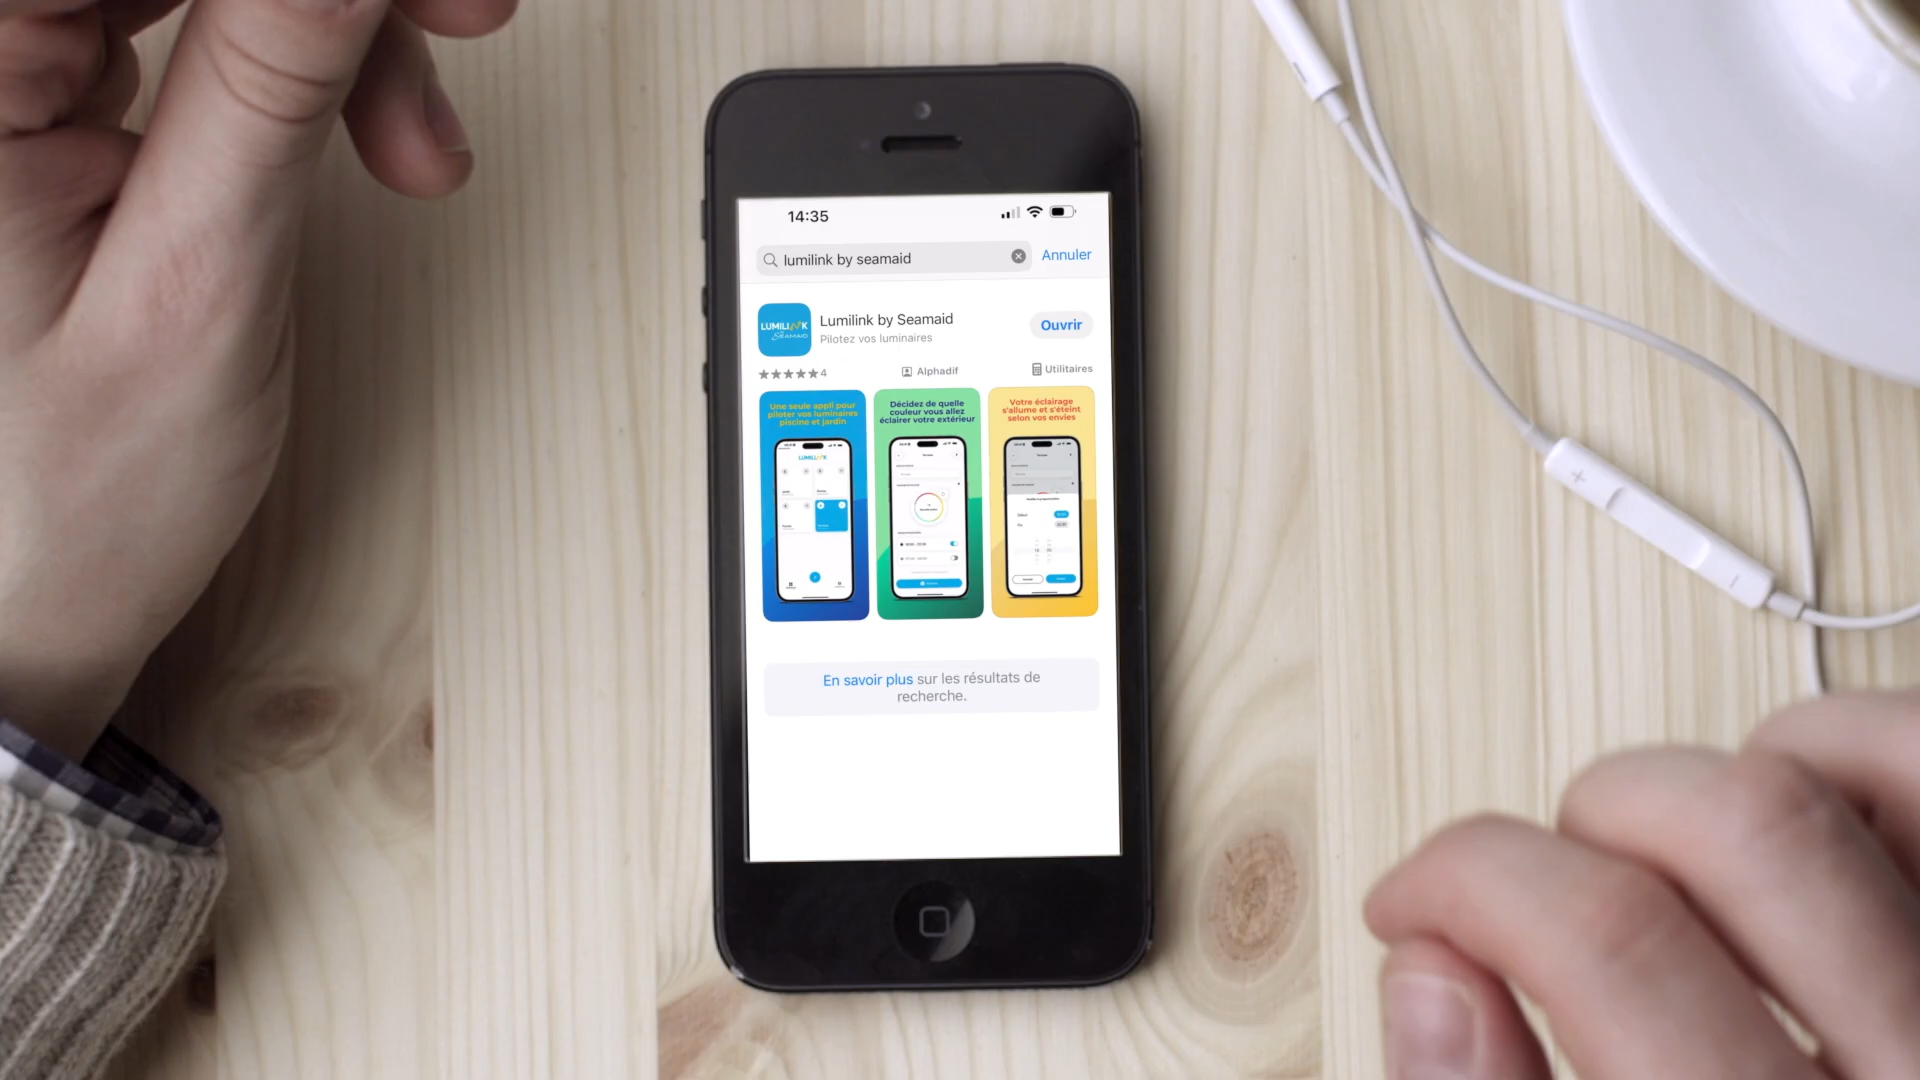 14:35
lumilink by seamaid
Annuler
LUMILINK
SEAMAID
Lumilink by Seamaid
Pilotez vos luminaires
Ouvrir
4
Alphadif
Utilitaires
Une seule appli pour
piloter vos luminaires
piscine et jardin
LUMILINK
Décidez de quelle
couleur vous allez
éclairer votre extérieur
Votre éclairage
s'allume et s'éteint
selon vos envies
En savoir plus sur les résultats de
recherche.